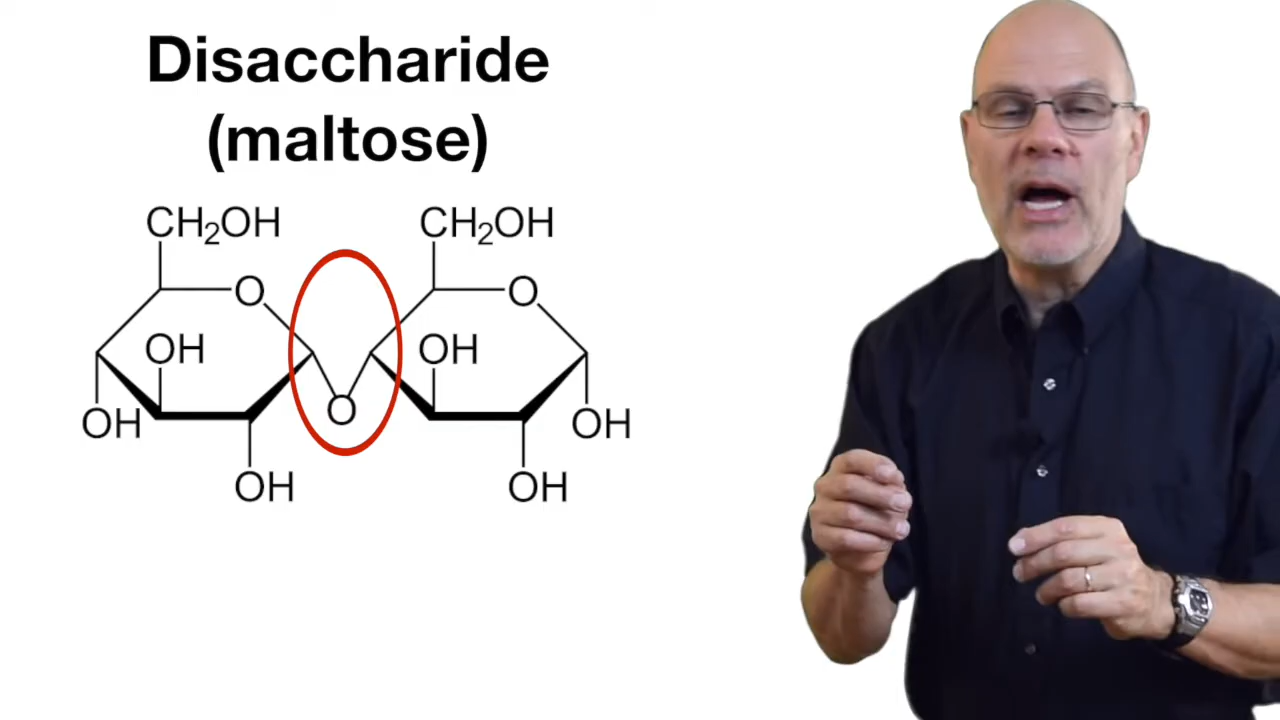 Disaccharide
(maltose)
CH₂OH CH₂OH
O O
OH OH
O
OH OH
OH OH